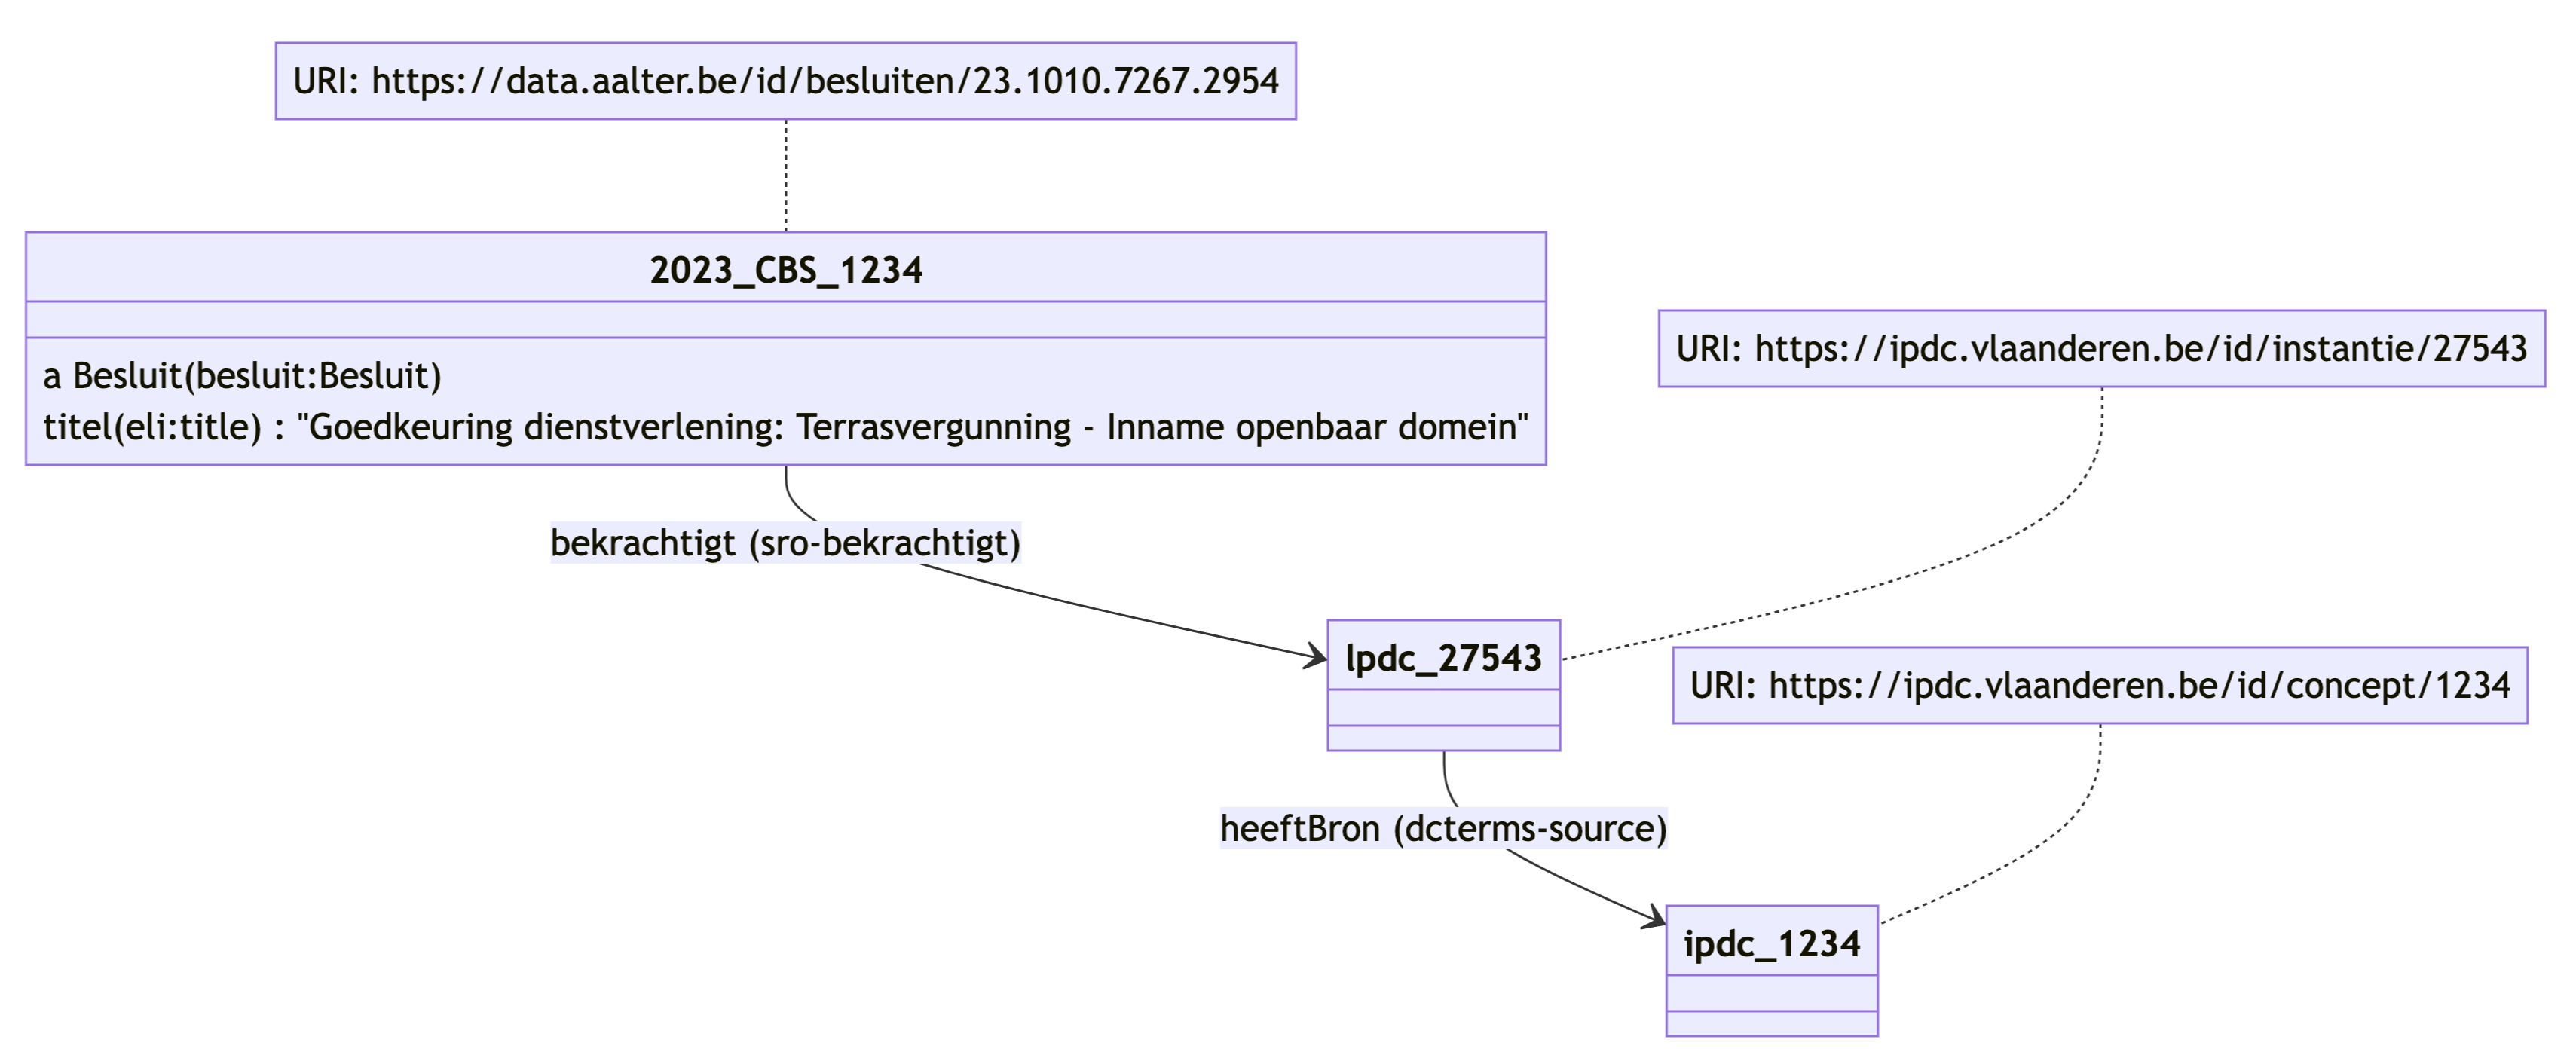 URI: https://data.aalter.be/id/besluiten/23.1010.7267.2954
2023_CBS_1234
a Besluit(besluit:Besluit)
titel(eli:title) : "Goedkeuring dienstverlening: Terrasvergunning - Inname openbaar domein"
URI: https://ipdc.vlaanderen.be/id/instantie/27543
bekrachtigt (sro-bekrachtigt)
lpdc_27543
URI: https://ipdc.vlaanderen.be/id/concept/1234
heeftBron (dcterms-source)
ipdc_1234